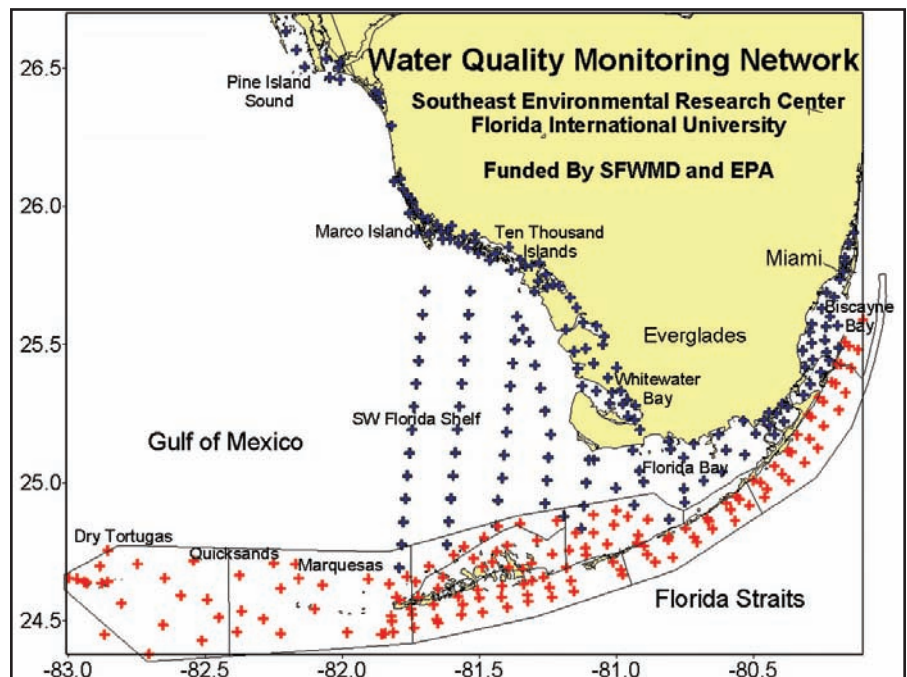 Water Quality Monitoring Network
Southeast Environmental Research Center
Florida International University
Funded By SFWMD and EPA
26.5
Pine Island
Sound
26.0
Marco Island
Ten Thousand
Islands
Miami
Biscayne
Bay
25.5
Everglades
Whitewater
Bay
SW Florida Shelf
Gulf of Mexico
25.0
Florida Bay
Dry Tortugas
Quicksands
Marquesas
Florida Straits
24.5
-83.0
-82.5
-82.0
-81.5
-81.0
-80.5